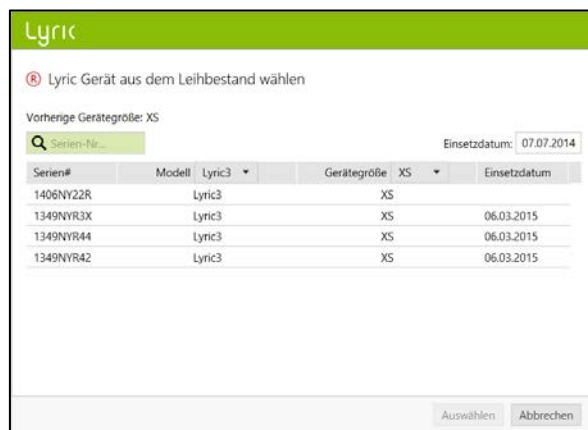 Lyric
R Lyric Gerät aus dem Leihbestand wählen
Vorherige Gerätegröße: XS
Serien-Nr... Einsetzdatum: 07.07.2014
Serien# Modell Lyric3 Gerätegröße XS Einsetzdatum
1406NY22R Lyric3 XS
1349NYR3X Lyric3 XS 06.03.2015
1349NYR44 Lyric3 XS 06.03.2015
1349NYR42 Lyric3 XS 06.03.2015
Auswählen Abbrechen